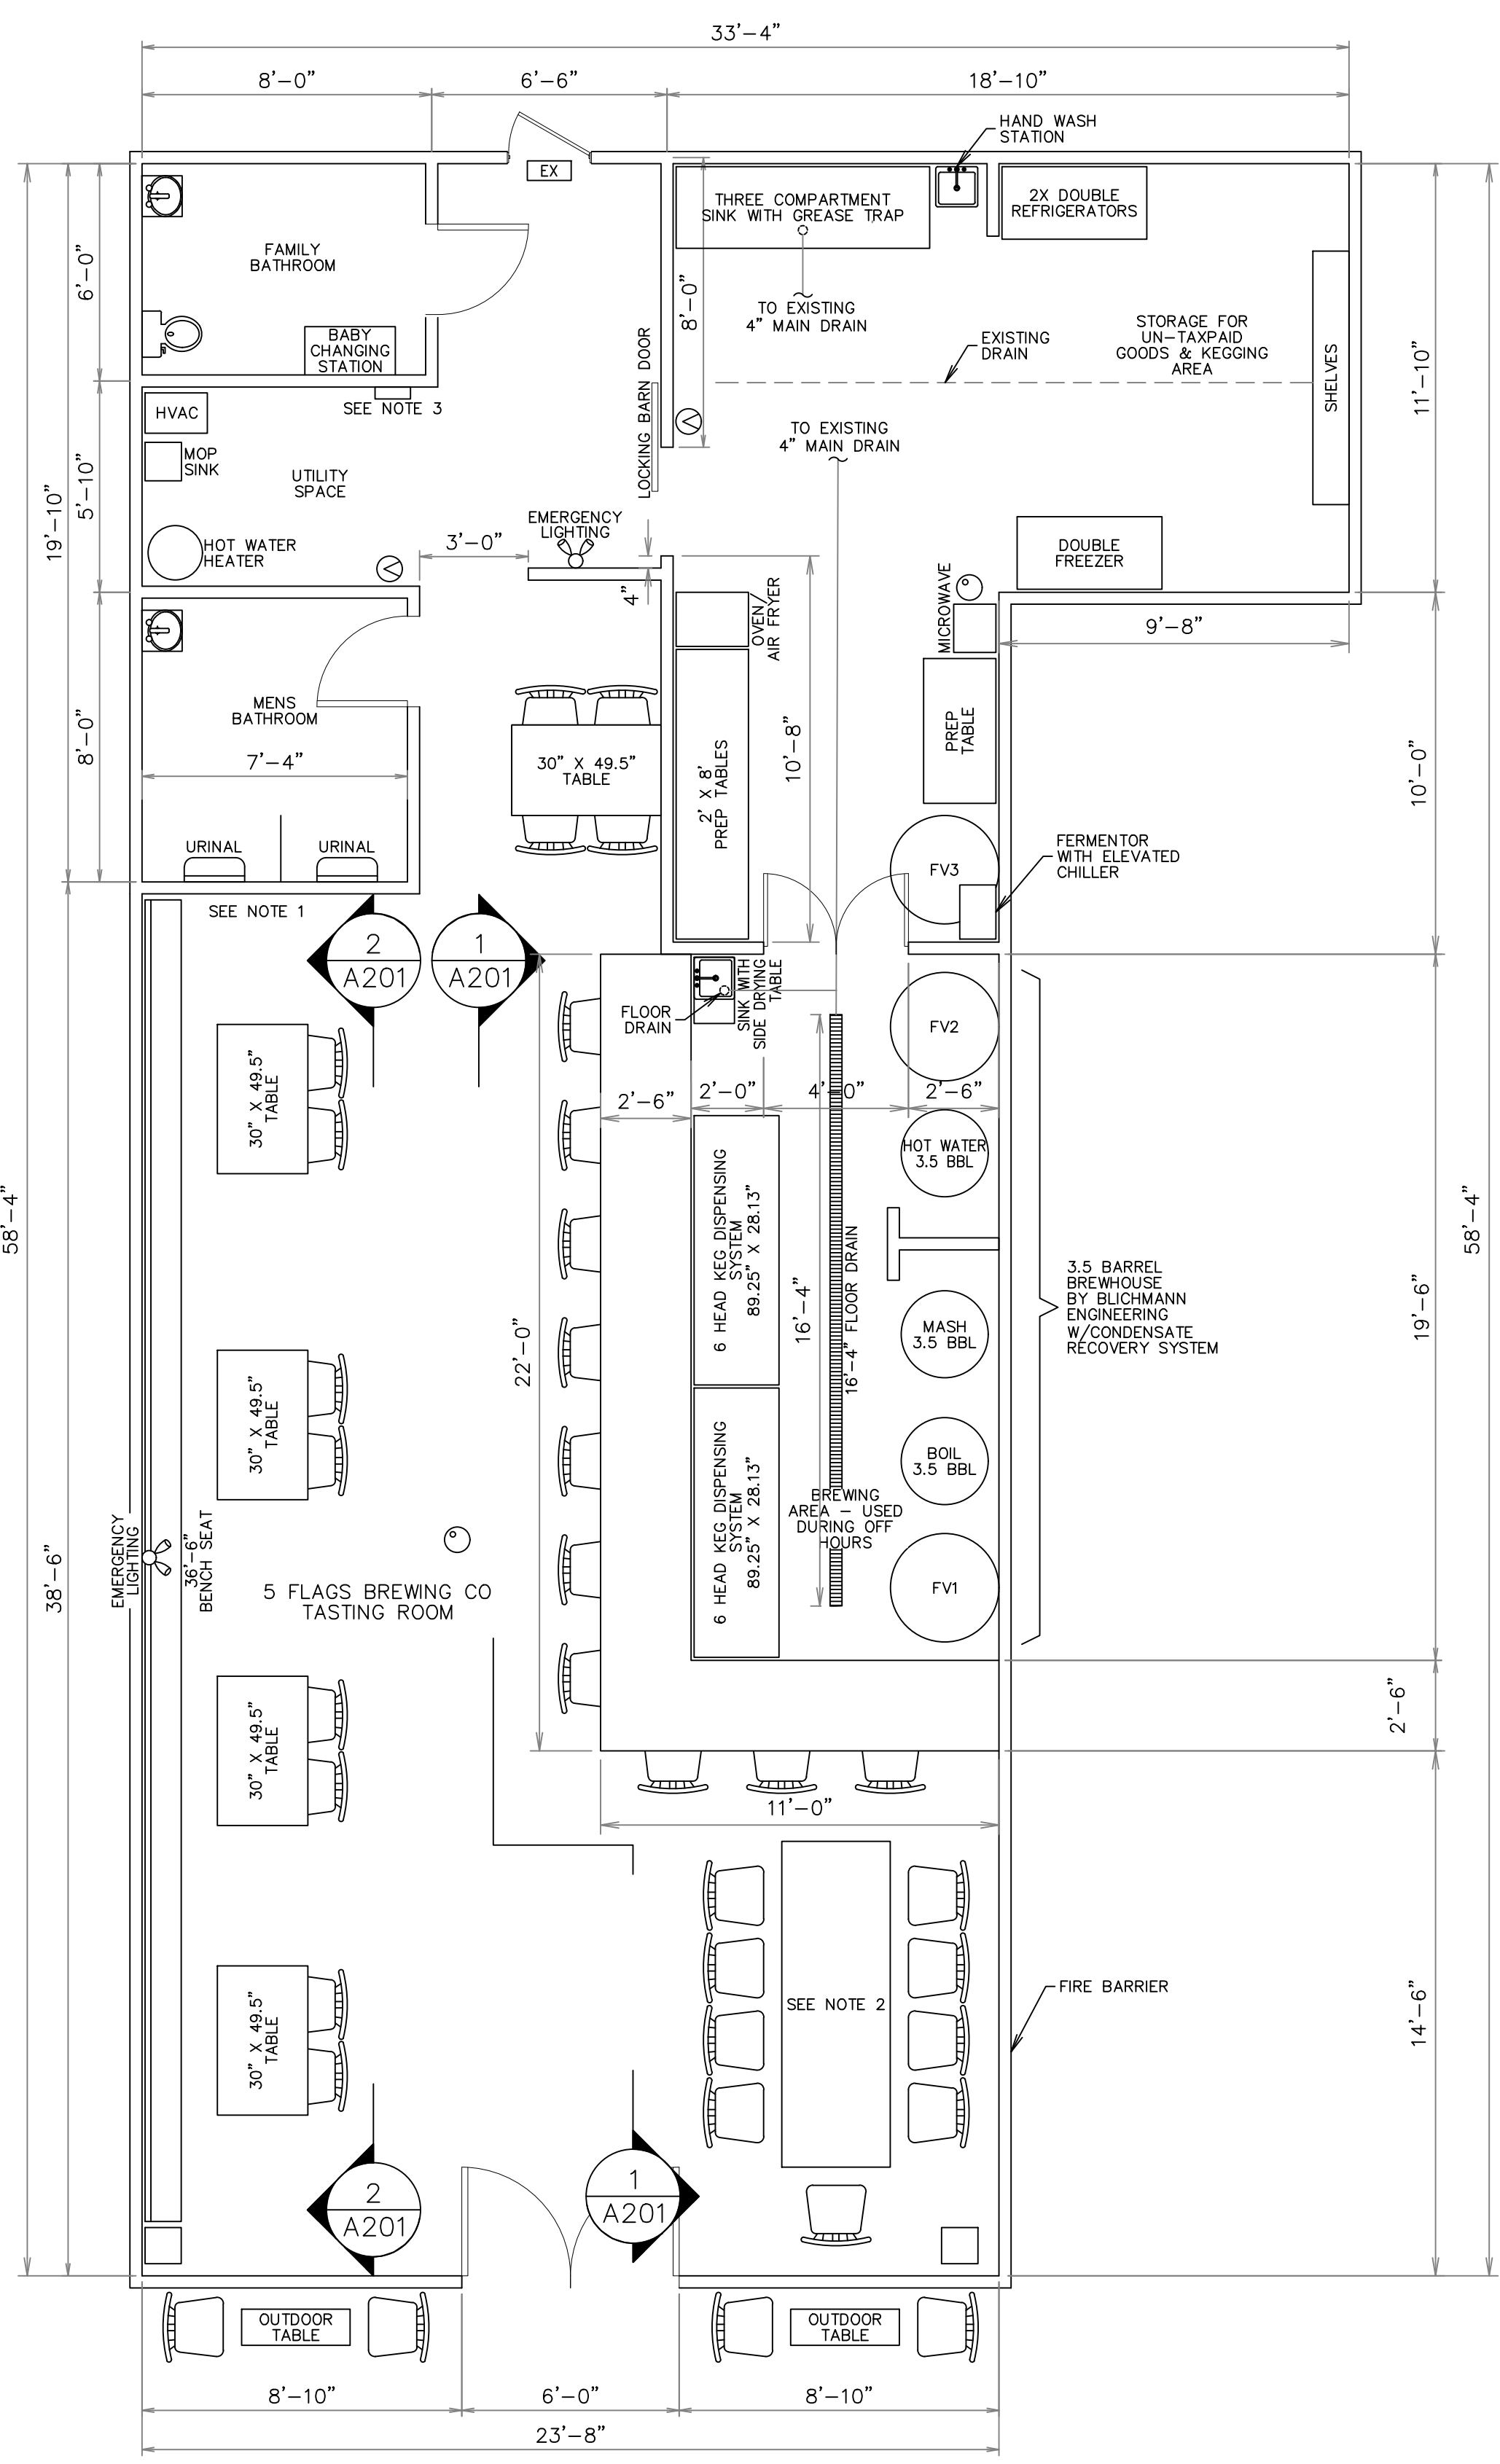 33'-4"
8'-0"
6'-6"
18'-10"
HAND WASH
STATION
EX
THREE COMPARTMENT
SINK WITH GREASE TRAP
2X DOUBLE
REFRIGERATORS
FAMILY
BATHROOM
6'-0"
8'-0"
TO EXISTING
4" MAIN DRAIN
EXISTING
DRAIN
STORAGE FOR
UN-TAXPAID
GOODS & KEGGING
AREA
SHELVES
11'-10"
BABY
CHANGING
STATION
LOCKING BARN DOOR
SEE NOTE 3
HVAC
MOP
SINK
UTILITY
SPACE
TO EXISTING
4" MAIN DRAIN
5'-10"
19'-10"
HOT WATER
HEATER
3'-0"
EMERGENCY
LIGHTING
4"
OVEN/
AIR FRYER
MICROWAVE
DOUBLE
FREEZER
9'-8"
MENS
BATHROOM
7'-4"
8'-0"
30" X 49.5"
TABLE
2' X 8'
PREP TABLES
10'-8"
PREP
TABLE
10'-0"
URINAL
URINAL
FV3
FERMENTOR
WITH ELEVATED
CHILLER
SEE NOTE 1
2
A201
1
A201
FLOOR
DRAIN
SINK WITH
SIDE DRYING
TABLE
FV2
30" X 49.5"
TABLE
2'-6"
2'-0"
4'-0"
2'-6"
HOT WATER
3.5 BBL
58'-4"
58'-4"
6 HEAD KEG DISPENSING
SYSTEM
89.25" X 28.13"
16'-4"
16'-4" FLOOR DRAIN
MASH
3.5 BBL
3.5 BARREL
BREWHOUSE
BY BLICHMANN
ENGINEERING
W/CONDENSATE
RECOVERY SYSTEM
19'-6"
22'-0"
30" X 49.5"
TABLE
BOIL
3.5 BBL
6 HEAD KEG DISPENSING
SYSTEM
89.25" X 28.13"
BREWING
AREA - USED
DURING OFF
HOURS
FV1
EMERGENCY
LIGHTING
36'-6"
BENCH SEAT
38'-6"
5 FLAGS BREWING CO
TASTING ROOM
30" X 49.5"
TABLE
2'-6"
11'-0"
30" X 49.5"
TABLE
SEE NOTE 2
FIRE BARRIER
14'-6"
2
A201
1
A201
OUTDOOR
TABLE
OUTDOOR
TABLE
8'-10"
6'-0"
8'-10"
23'-8"